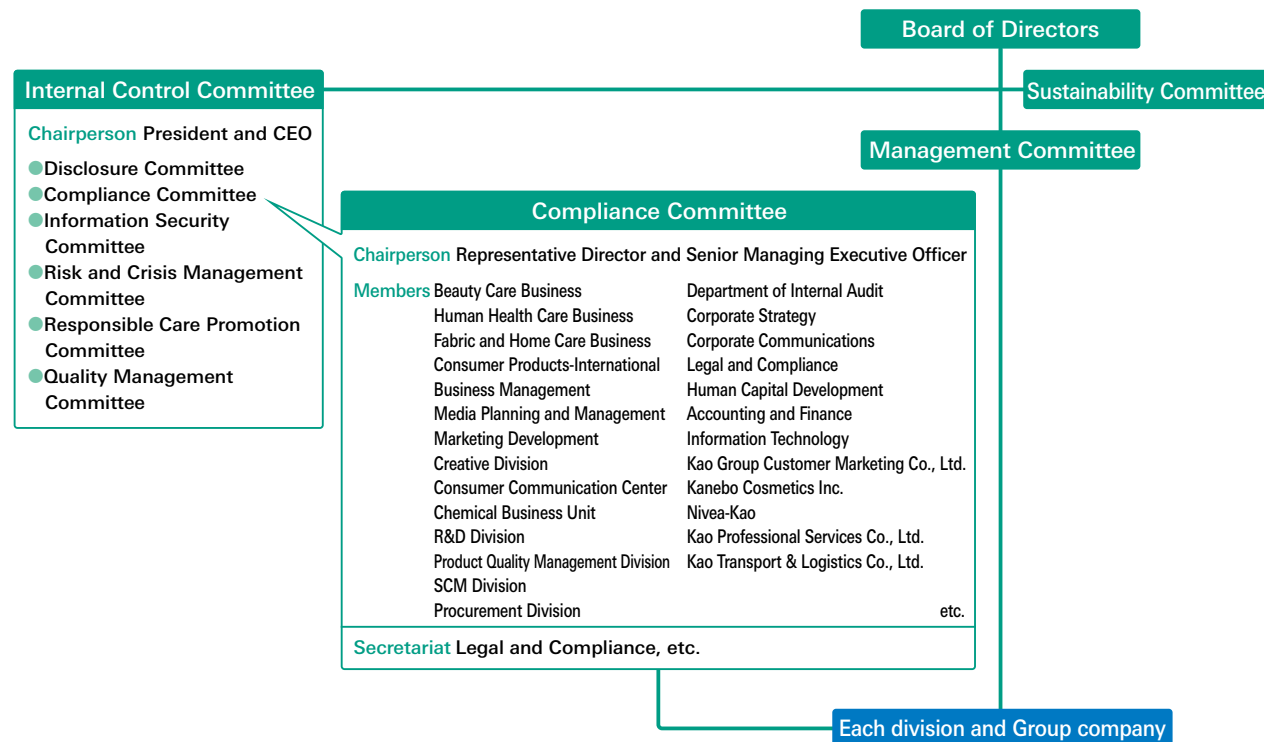 Board of Directors
Internal Control Committee
Sustainability Committee
Chairperson President and CEO
Management Committee
●Disclosure Committee
●Compliance Committee
●Information Security
Committee
●Risk and Crisis Management
Committee
●Responsible Care Promotion
Committee
●Quality Management
Committee
Compliance Committee
Chairperson Representative Director and Senior Managing Executive Officer
Members Beauty Care Business
Human Health Care Business
Fabric and Home Care Business
Consumer Products-International
Business Management
Media Planning and Management
Marketing Development
Creative Division
Consumer Communication Center
Chemical Business Unit
R&D Division
Product Quality Management Division
SCM Division
Procurement Division
Department of Internal Audit
Corporate Strategy
Corporate Communications
Legal and Compliance
Human Capital Development
Accounting and Finance
Information Technology
Kao Group Customer Marketing Co., Ltd.
Kanebo Cosmetics Inc.
Nivea-Kao
Kao Professional Services Co., Ltd.
Kao Transport & Logistics Co., Ltd.
etc.
Secretariat Legal and Compliance, etc.
Each division and Group company